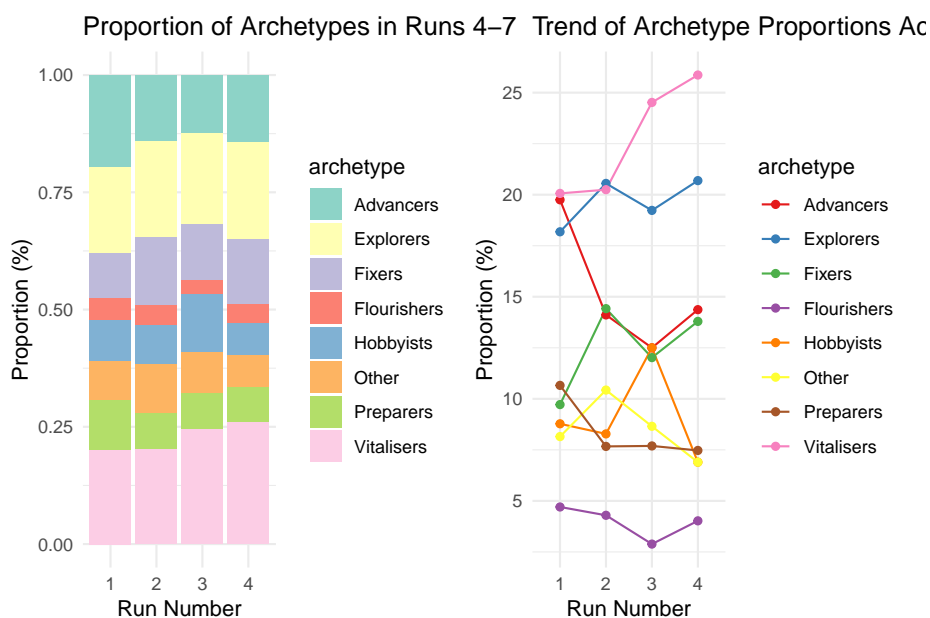 Proportion of Archetypes in Runs 4–7
1.00
0.75
0.50
0.25
0.00
Proportion (%)
1 2 3 4
Run Number
archetype
Advancers
Explorers
Fixers
Flourishers
Hobbyists
Other
Preparers
Vitalisers
Trend of Archetype Proportions Ac
25
20
15
10
5
Proportion (%)
1 2 3 4
Run Number
archetype
Advancers
Explorers
Fixers
Flourishers
Hobbyists
Other
Preparers
Vitalisers